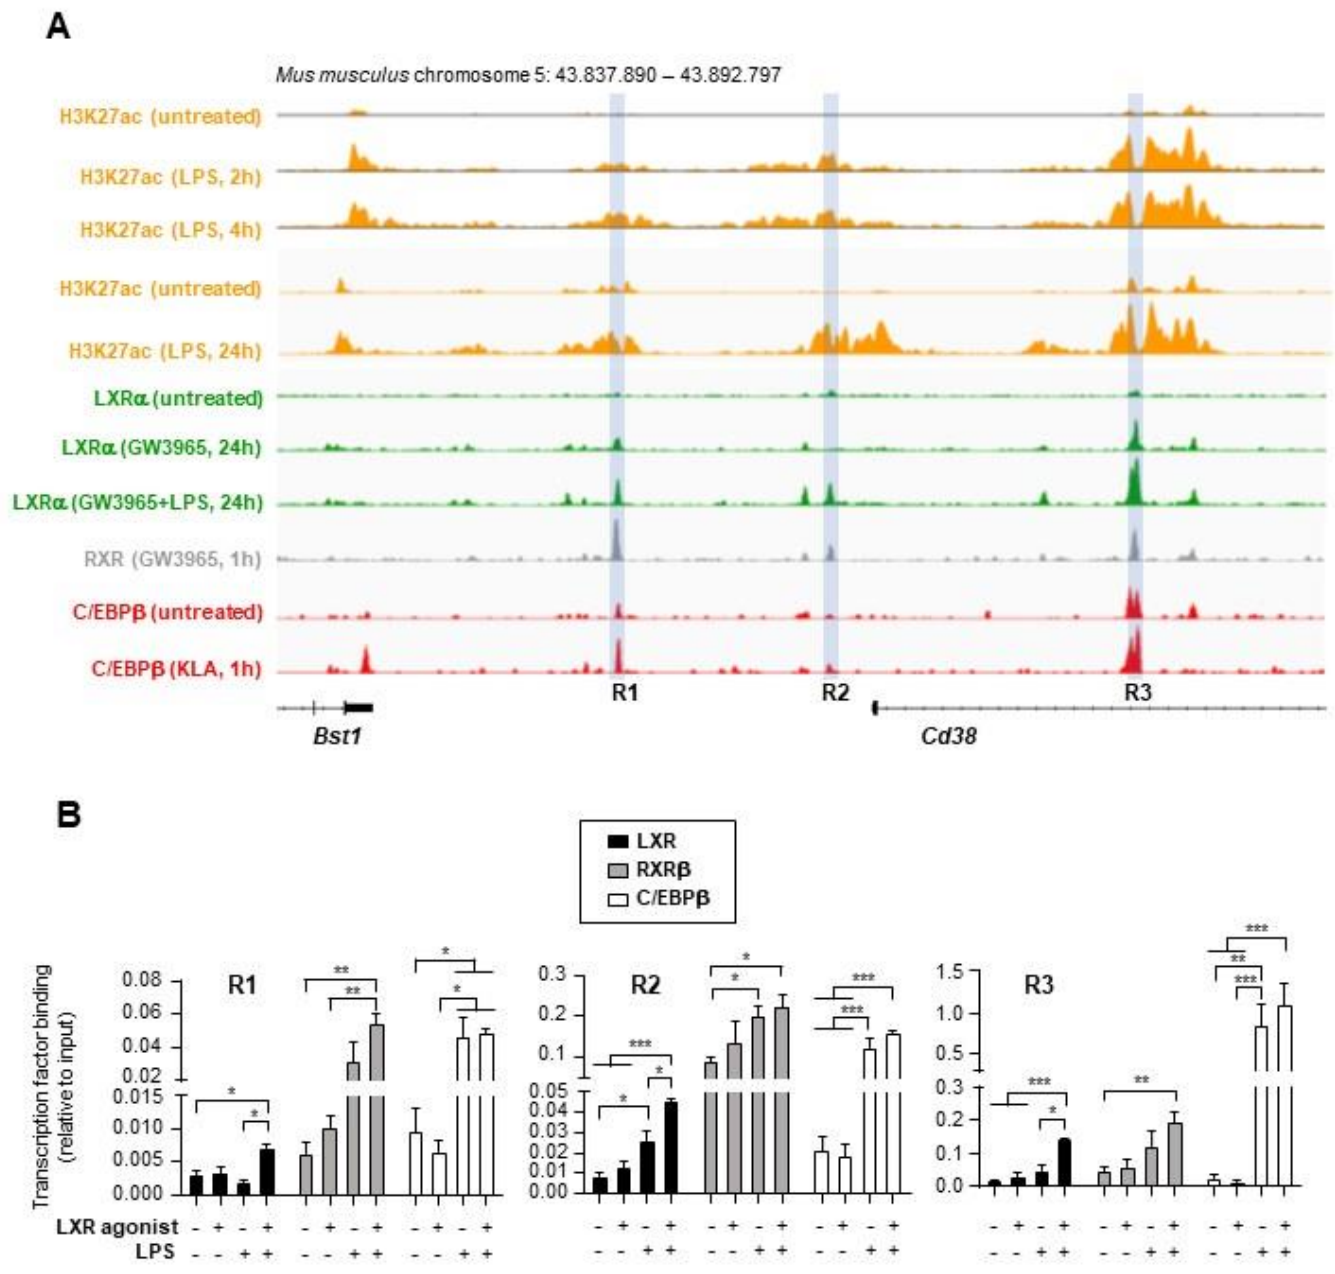 A
Mus musculus chromosome 5: 43.837.890 – 43.892.797
H3K27ac (untreated)
H3K27ac (LPS, 2h)
H3K27ac (LPS, 4h)
H3K27ac (untreated)
H3K27ac (LPS, 24h)
LXRα (untreated)
LXRα (GW3965, 24h)
LXRα (GW3965+LPS, 24h)
RXR (GW3965, 1h)
C/EBPβ (untreated)
C/EBPβ (KLA, 1h)
R1 R2 R3
Bst1 Cd38
B
LXR
RXRβ
C/EBPβ
Transcription factor binding
(relative to input)
R1
0.08
0.06
0.04
0.02
0.015
0.010
0.005
0.000
* * ** ** * *
R2
0.3
0.2
0.1
0.05
0.04
0.03
0.02
0.01
0.00
* *** * * * *** ***
R3
1.5
1.0
0.5
0.3
0.2
0.1
0.0
*** * ** *** ** ***
LXR agonist - + - + - + - + - + - + - + - + - + - + - + - + - + - + - + - + - + - +
LPS - - + + - - + + - - + + - - + + - - + + - - + + - - + + - - + + - - + +